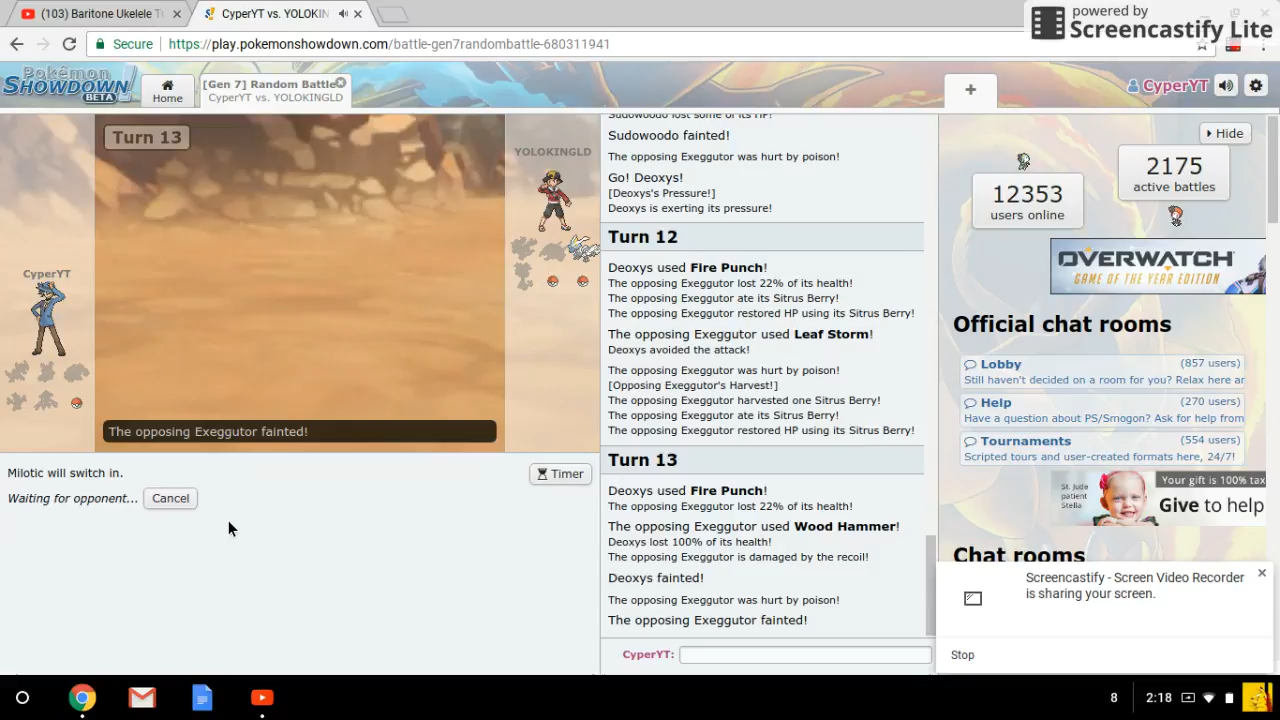 (103) Baritone Ukelele T
CyperYT vs. YOLOKIN
powered by
Screencastify Lite
Secure
https://play.pokemonshowdown.com/battle-gen7randombattle-680311941
Pokémon
SHOWDOWN
BETA
Home
[Gen 7] Random Battle
CyperYT vs. YOLOKINGLD
+
CyperYT
Turn 13
YOLOKINGLD
CyperYT
The opposing Exeggutor fainted!
Milotic will switch in.
Timer
Waiting for opponent...
Cancel
Sudowoodo lost some of its HP!
Sudowoodo fainted!
The opposing Exeggutor was hurt by poison!
Go! Deoxys!
[Deoxys's Pressure!]
Deoxys is exerting its pressure!
Turn 12
Deoxys used Fire Punch!
The opposing Exeggutor lost 22% of its health!
The opposing Exeggutor ate its Sitrus Berry!
The opposing Exeggutor restored HP using its Sitrus Berry!
The opposing Exeggutor used Leaf Storm!
Deoxys avoided the attack!
The opposing Exeggutor was hurt by poison!
[Opposing Exeggutor's Harvest!]
The opposing Exeggutor harvested one Sitrus Berry!
The opposing Exeggutor ate its Sitrus Berry!
The opposing Exeggutor restored HP using its Sitrus Berry!
Turn 13
Deoxys used Fire Punch!
The opposing Exeggutor lost 22% of its health!
The opposing Exeggutor used Wood Hammer!
Deoxys lost 100% of its health!
The opposing Exeggutor is damaged by the recoil!
Deoxys fainted!
The opposing Exeggutor was hurt by poison!
The opposing Exeggutor fainted!
CyperYT:
Hide
12353
users online
2175
active battles
OVERWATCH
GAME OF THE YEAR EDITION
Official chat rooms
Lobby (857 users)
Still haven't decided on a room for you? Relax here ar
Help (270 users)
Have a question about PS/Smogon? Ask for help from
Tournaments (554 users)
Scripted tours and user-created formats here, 24/7!
St. Jude
patient
Stella
Your gift is 100% tax
Give to help
Chat rooms
Screencastify - Screen Video Recorder
is sharing your screen.
Stop
8
2:18